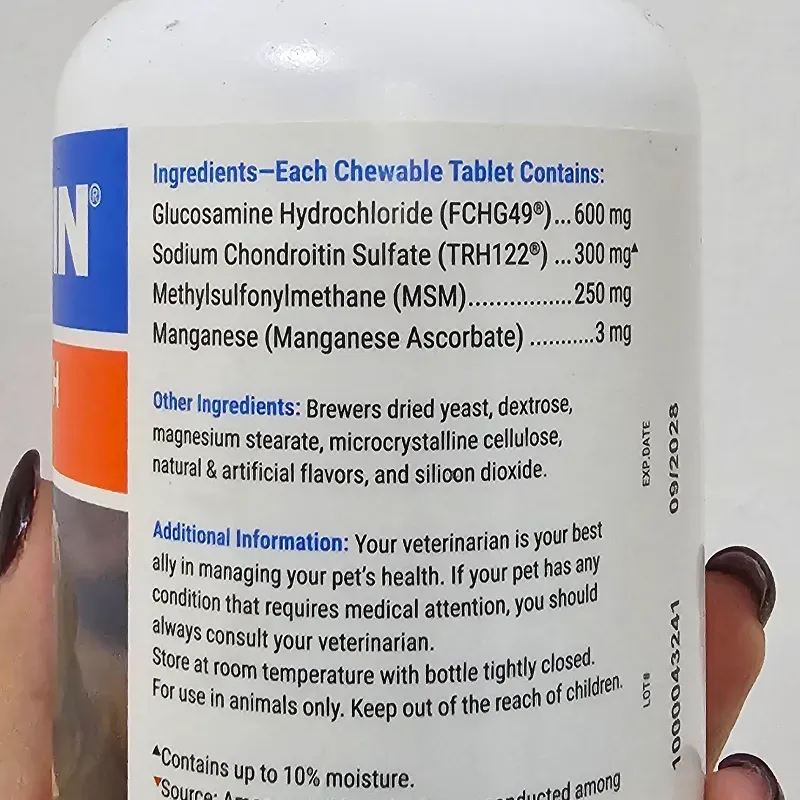 IN®
H
Ingredients—Each Chewable Tablet Contains:
Glucosamine Hydrochloride (FCHG49®)...600 mg
Sodium Chondroitin Sulfate (TRH122®) ...300 mg▲
Methylsulfonylmethane (MSM)................250 mg
Manganese (Manganese Ascorbate) ...........3 mg
Other Ingredients: Brewers dried yeast, dextrose,
magnesium stearate, microcrystalline cellulose,
natural & artificial flavors, and silicon dioxide.
Additional Information: Your veterinarian is your best
ally in managing your pet's health. If your pet has any
condition that requires medical attention, you should
always consult your veterinarian.
Store at room temperature with bottle tightly closed.
For use in animals only. Keep out of the reach of children.
▲Contains up to 10% moisture.
▼Source: among
EXP.DATE
09/2028
LOT#
1000043241